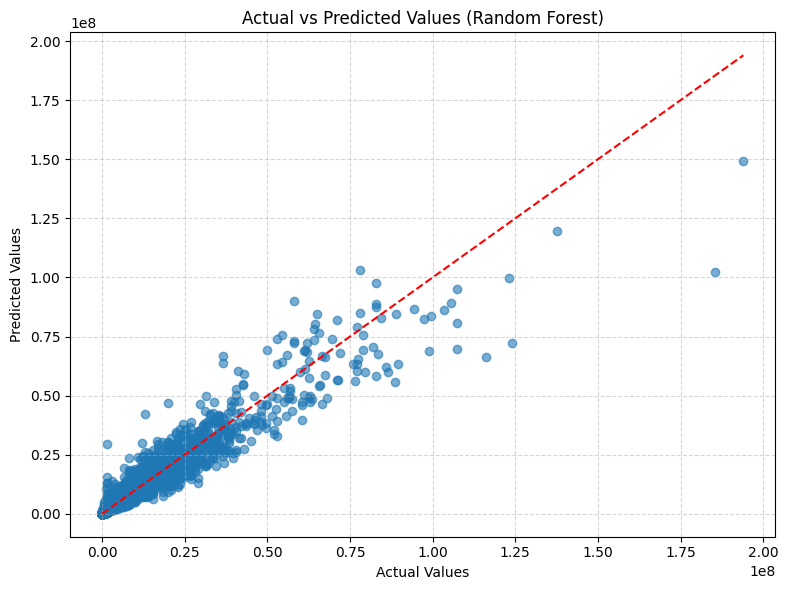 Actual vs Predicted Values (Random Forest)
1e8
2.00
1.75
1.50
1.25
1.00
0.75
0.50
0.25
0.00
Predicted Values
0.00 0.25 0.50 0.75 1.00 1.25 1.50 1.75 2.00
1e8
Actual Values